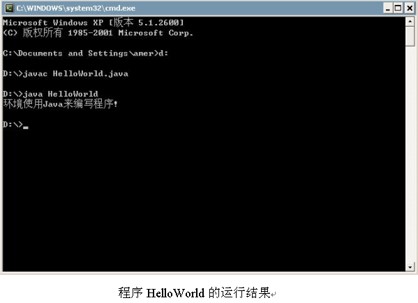 C:\WINDOWS\system32\cmd.exe
Microsoft Windows XP [版本 5.1.2600]
(C) 版权所有 1985-2001 Microsoft Corp.
C:\Documents and Settings\amer>d:
D:\>javac HelloWorld.java
D:\>java HelloWorld
环境使用Java来编写程序!
D:\>_
程序 HelloWorld 的运行结果